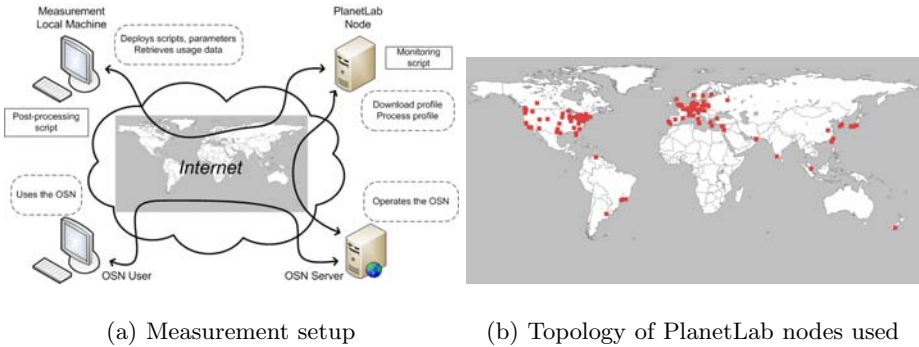 Measurement
Local Machine
Deploys scripts, parameters
Retrieves usage data
PlanetLab
Node
Monitoring
script
Post-processing
script
Download profile
Process profile
Internet
Uses the OSN
Operates the OSN
OSN User
OSN Server
(a) Measurement setup
(b) Topology of PlanetLab nodes used